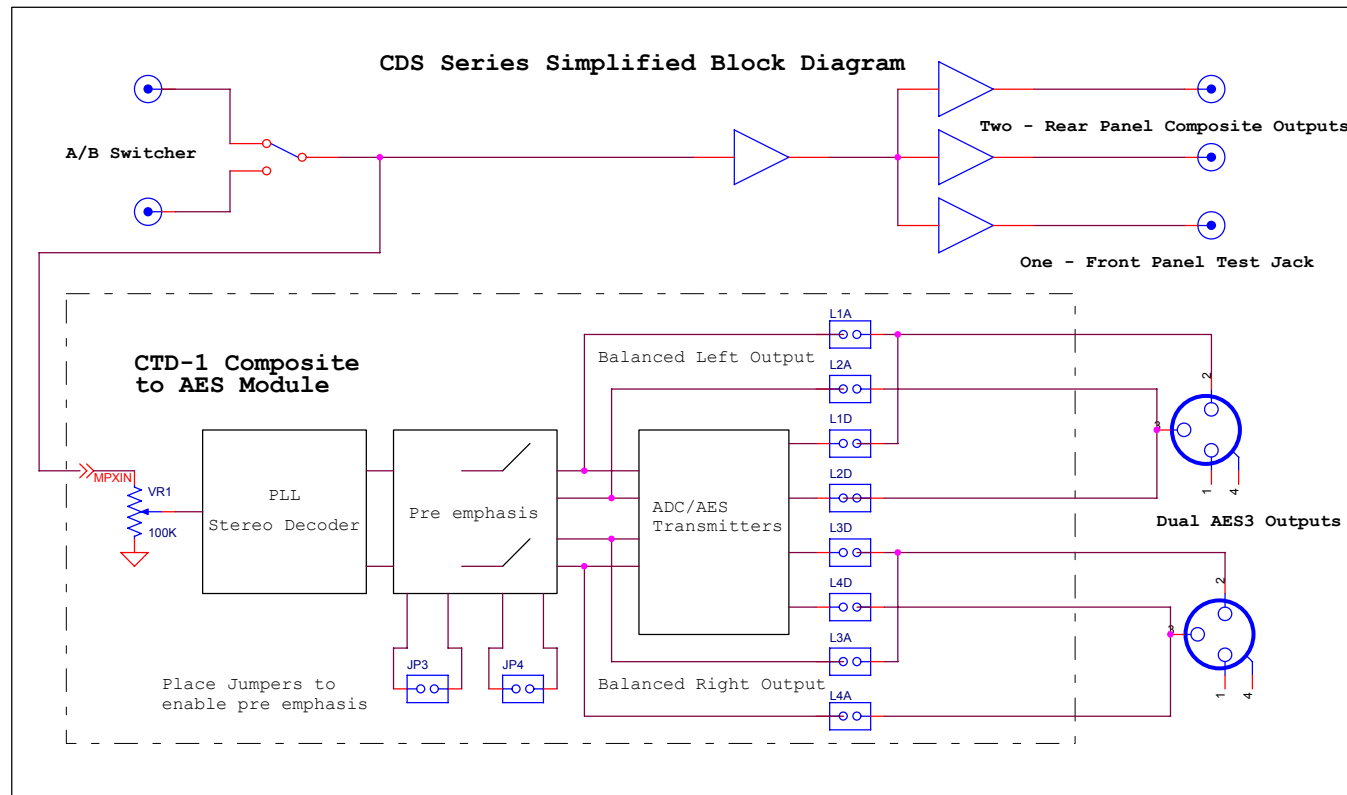 CDS Series Simplified Block Diagram
A/B Switcher
Two - Rear Panel Composite Outputs
One - Front Panel Test Jack
CTD-1 Composite
to AES Module
MPXIN
VR1
100K
PLL
Stereo Decoder
Pre emphasis
JP3
JP4
Place Jumpers to
enable pre emphasis
ADC/AES
Transmitters
Balanced Left Output
Balanced Right Output
L1A
L2A
L1D
L2D
L3D
L4D
L3A
L4A
2
3
1
4
Dual AES3 Outputs
2
3
1
4